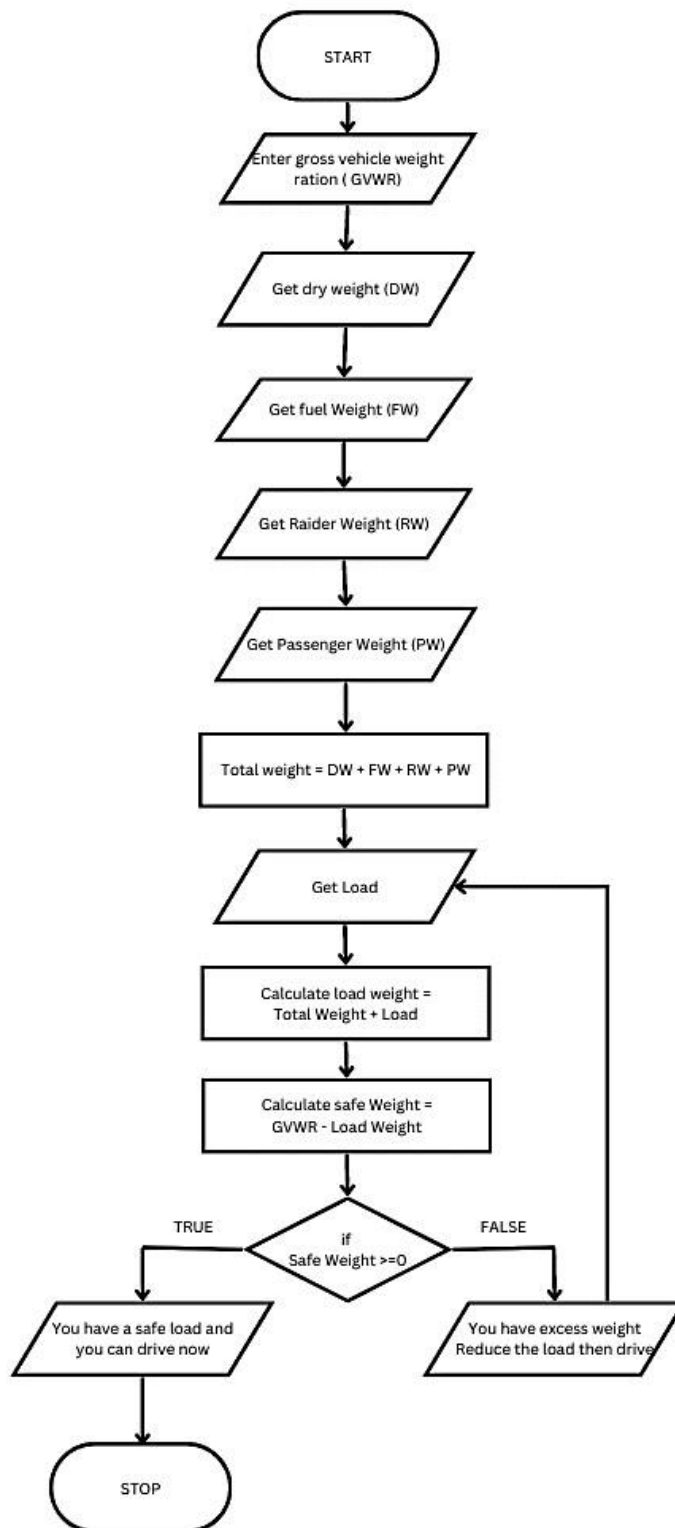 START
Enter gross vehicle weight
ration ( GVWR)
Get dry weight (DW)
Get fuel Weight (FW)
Get Raider Weight (RW)
Get Passenger Weight (PW)
Total weight = DW + FW + RW + PW
Get Load
Calculate load weight =
Total Weight + Load
Calculate safe Weight =
GVWR - Load Weight
if
Safe Weight >=0
TRUE
FALSE
You have a safe load and
you can drive now
You have excess weight
Reduce the load then drive
STOP